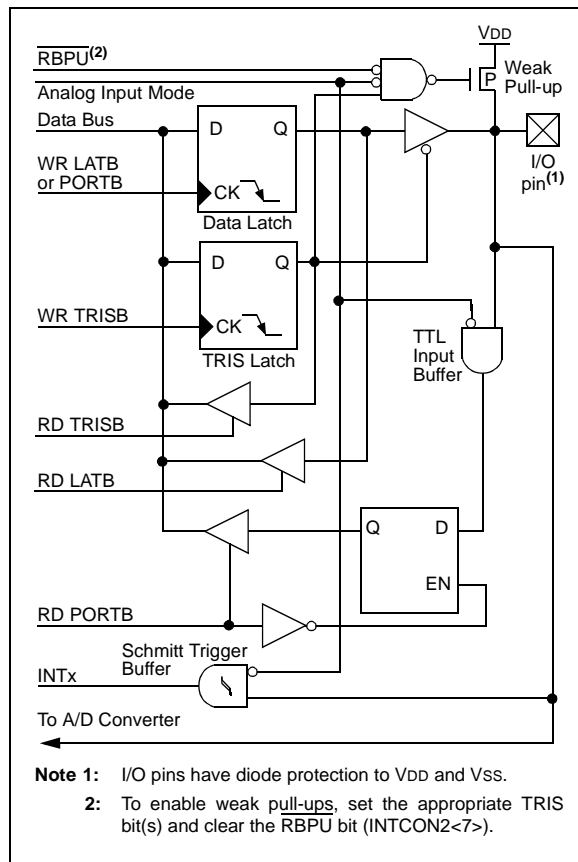 VDD
RBPU(2)
P
Weak
Pull-up
Analog Input Mode
Data Bus
D
Q
I/O
pin(1)
WR LATB
or PORTB
CK
Data Latch
D
Q
WR TRISB
CK
TRIS Latch
TTL
Input
Buffer
RD TRISB
RD LATB
Q
D
EN
RD PORTB
Schmitt Trigger
Buffer
INTx
To A/D Converter
Note 1: I/O pins have diode protection to VDD and VSS.
2: To enable weak pull-ups, set the appropriate TRIS
bit(s) and clear the RBPU bit (INTCON2<7>).